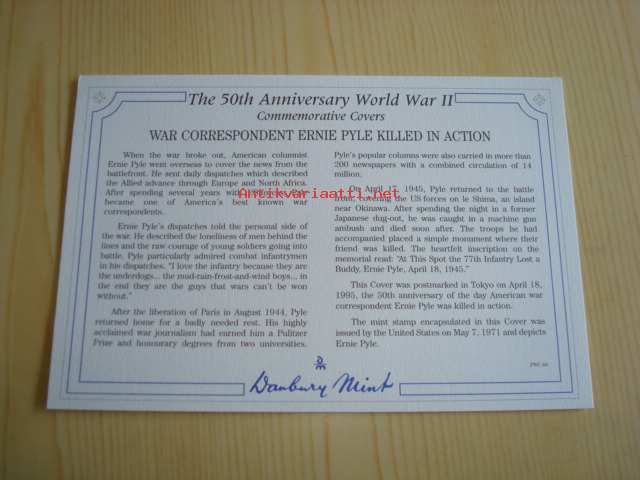 The 50th Anniversary World War II
Commemorative Covers
WAR CORRESPONDENT ERNIE PYLE KILLED IN ACTION
When the war broke out, American columnist
Ernie Pyle went overseas to cover the news from the
battlefront. He sent daily dispatches which described
the Allied advance through Europe and North Africa.
After spending several years with the troops, Pyle
became one of America's best known war
correspondents.
Ernie Pyle's dispatches told the personal side of
the war. He described the loneliness of men behind the
lines and the raw courage of young soldiers going into
battle. Pyle particularly admired combat infantrymen
in his dispatches. "I love the infantry because they are
the underdogs... the mud-rain-frost-and-wind boys... in
the end they are the guys that wars can't be won
without."
After the liberation of Paris in August 1944, Pyle
returned home for a badly needed rest. His highly
acclaimed war journalism had earned him a Pulitzer
Prize and honourary degrees from two universities.
Pyle's popular columns were also carried in more than
200 newspapers with a combined circulation of 14
million.
On April 17, 1945, Pyle returned to the battle
front, covering the US forces on Ie Shima, an island
near Okinawa. After spending the night in a former
Japanese dug-out, he was caught in a machine gun
ambush and died soon after. The troops he had
accompanied placed a simple monument where their
friend was killed. The heartfelt inscription on the
memorial read: "At This Spot the 77th Infantry Lost a
Buddy, Ernie Pyle, April 18, 1945."
This Cover was postmarked in Tokyo on April 18,
1995, the 50th anniversary of the day American war
correspondent Ernie Pyle was killed in action.
The mint stamp encapsulated in this Cover was
issued by the United States on May 7, 1971 and depicts
Ernie Pyle.
Danbury Mint
Antikvariaatti.net